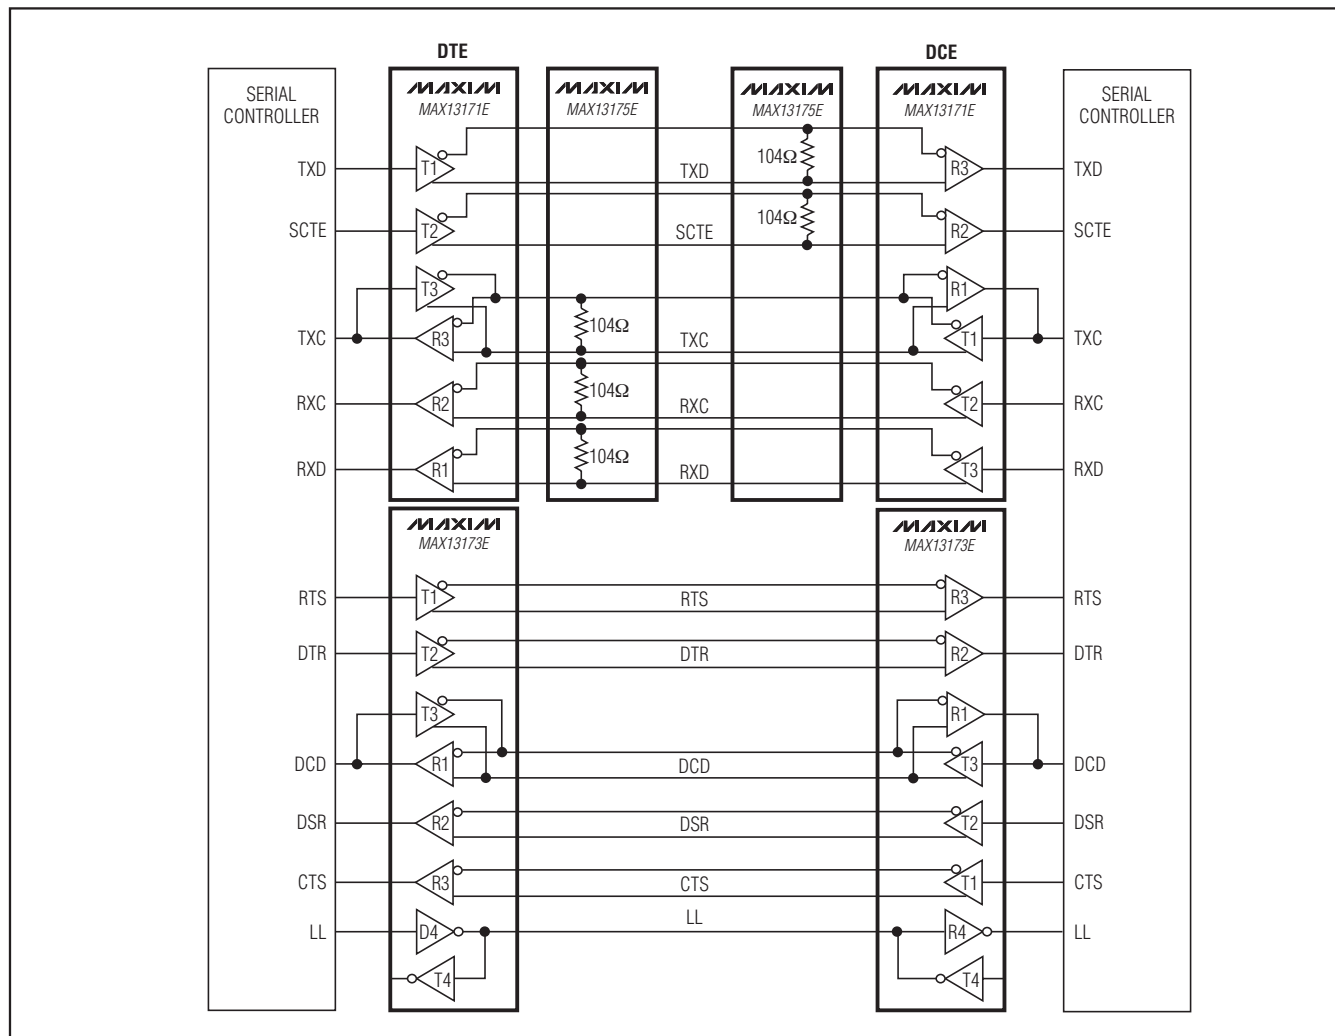 DTE
DCE
SERIAL
CONTROLLER
MAXIM
MAX13171E
MAXIM
MAX13175E
MAXIM
MAX13175E
MAXIM
MAX13171E
SERIAL
CONTROLLER
TXD
T1
TXD
104Ω
R3
TXD
SCTE
T2
SCTE
104Ω
R2
SCTE
T3
R1
TXC
R3
104Ω
TXC
T1
TXC
RXC
R2
104Ω
RXC
T2
RXC
RXD
R1
104Ω
RXD
T3
RXD
MAXIM
MAX13173E
MAXIM
MAX13173E
RTS
T1
RTS
R3
RTS
DTR
T2
DTR
R2
DTR
T3
R1
DCD
R1
DCD
T3
DCD
DSR
R2
DSR
T2
DSR
CTS
R3
CTS
T1
CTS
LL
D4
LL
R4
LL
T4
T4